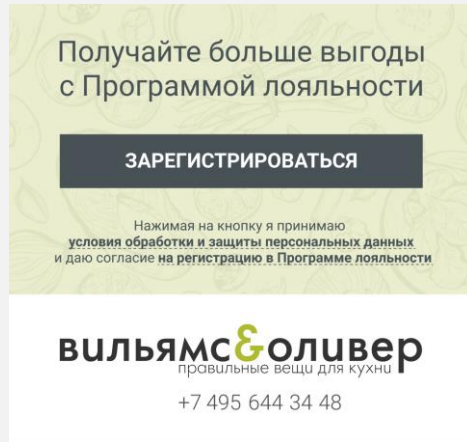 Получайте больше выгоды
с Программой лояльности
ЗАРЕГИСТРИРОВАТЬСЯ
Нажимая на кнопку я принимаю
условия обработки и защиты персональных данных
и даю согласие на регистрацию в Программе лояльности
вильямс&оливер
правильные вещи для кухни
+7 495 644 34 48